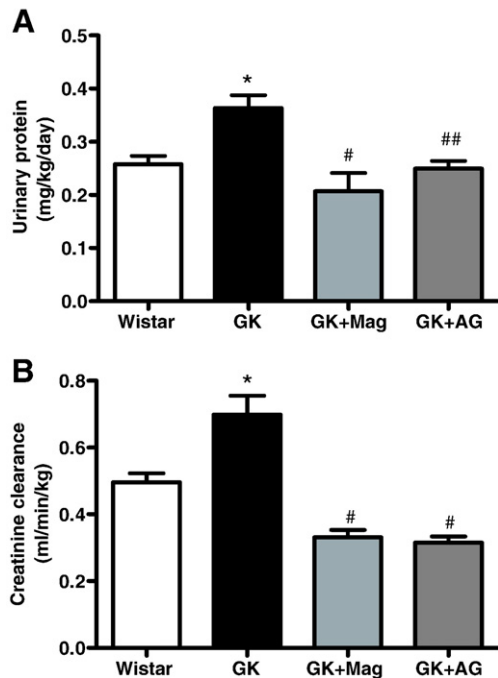 A
Urinary protein
(mg/kg/day)
0.5
0.4
0.3
0.2
0.1
0.0
*
#
##
Wistar GK GK+Mag GK+AG
B
Creatinine clearance
(ml/min/kg)
0.8
0.6
0.4
0.2
0.0
*
#
#
Wistar GK GK+Mag GK+AG